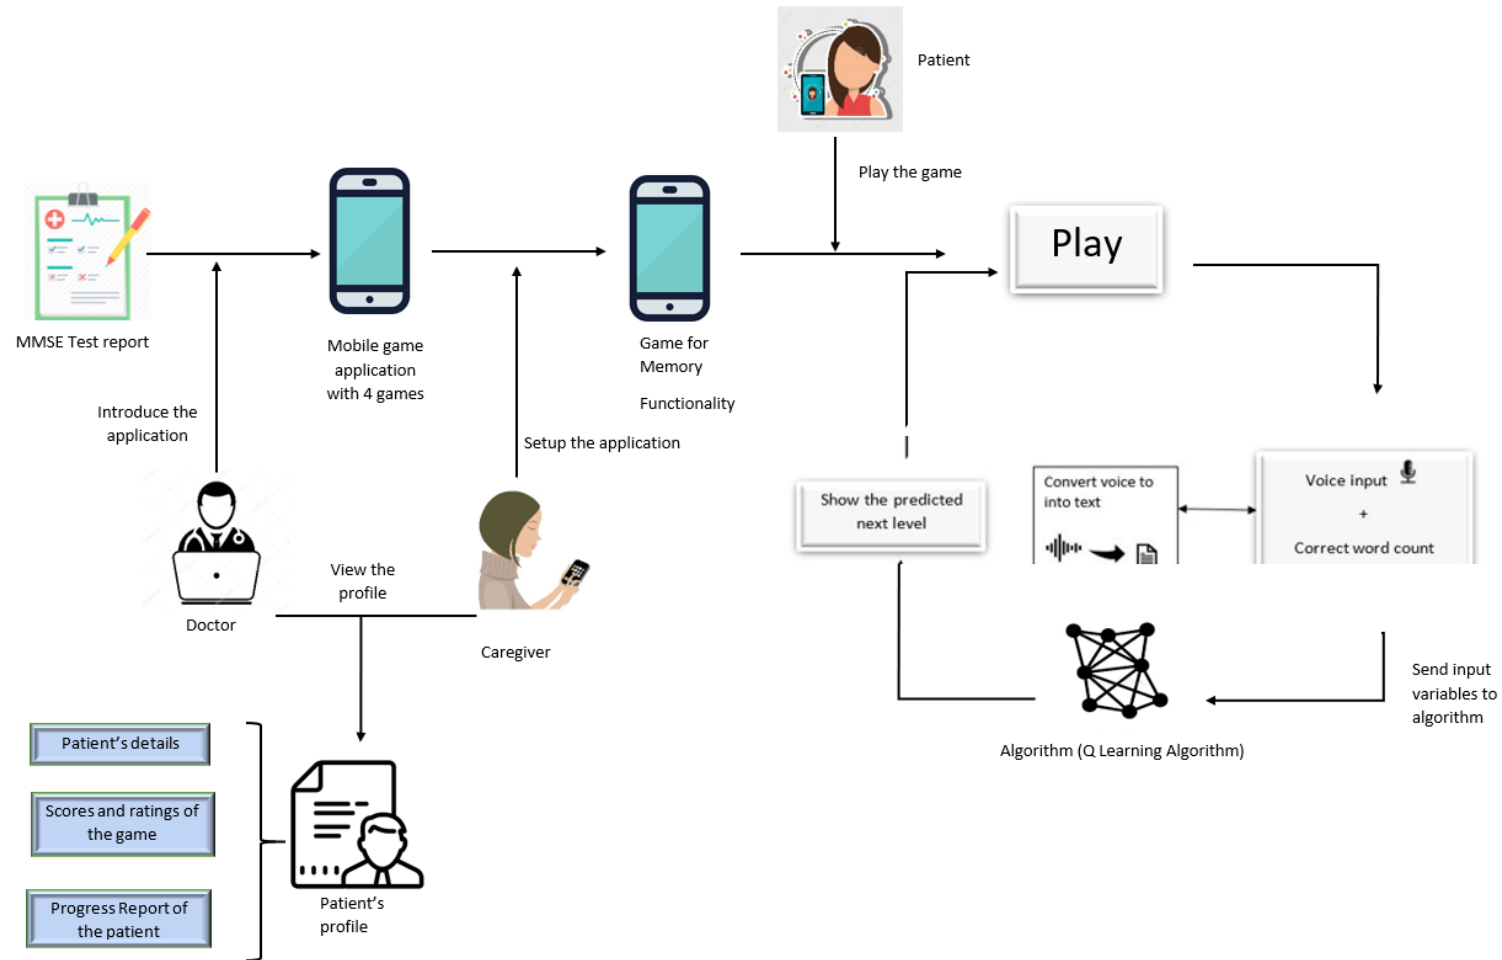 Patient
Play the game
Play
MMSE Test report
Mobile game
application
with 4 games
Game for
Memory
Functionality
Introduce the
application
Setup the application
Show the predicted
next level
Convert voice to
into text
Voice input
+
Correct word count
View the
profile
Doctor
Caregiver
Send input
variables to
algorithm
Algorithm (Q Learning Algorithm)
Patient's details
Scores and ratings of
the game
Progress Report of
the patient
Patient's
profile